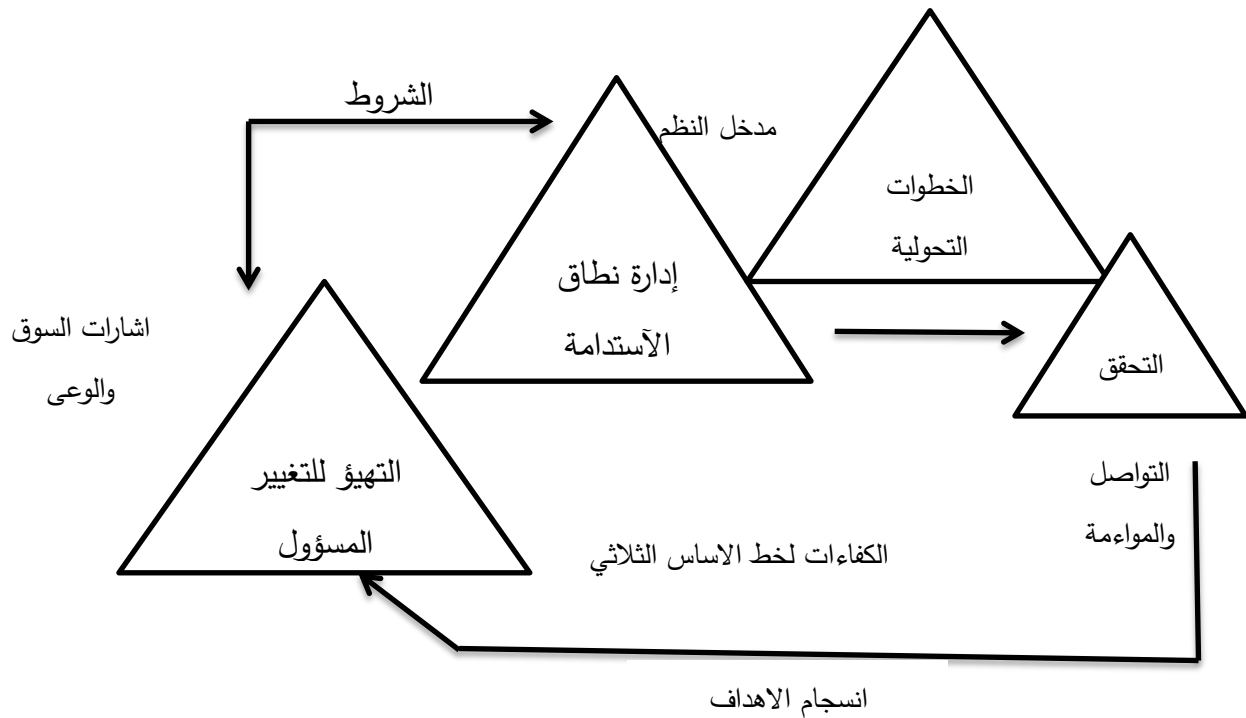 الشروط
مدخل النظم
الخطوات
التحولية
إدارة نطاق
الآستدامة
اشارات السوق
والوعى
التحقق
التهيؤ للتغيير
المسؤول
التواصل
والمواءمة
الكفاءات لخط الاساس الثلاثي
انسجام الاهداف